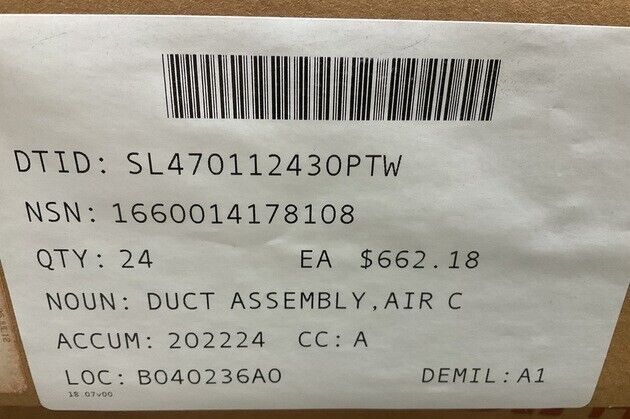 DTID: SL470112430PTW
NSN: 1660014178108
QTY: 24 EA $662.18
NOUN: DUCT ASSEMBLY,AIR C
ACCUM: 202224 CC: A
LOC: B040236A0 DEMIL: A1